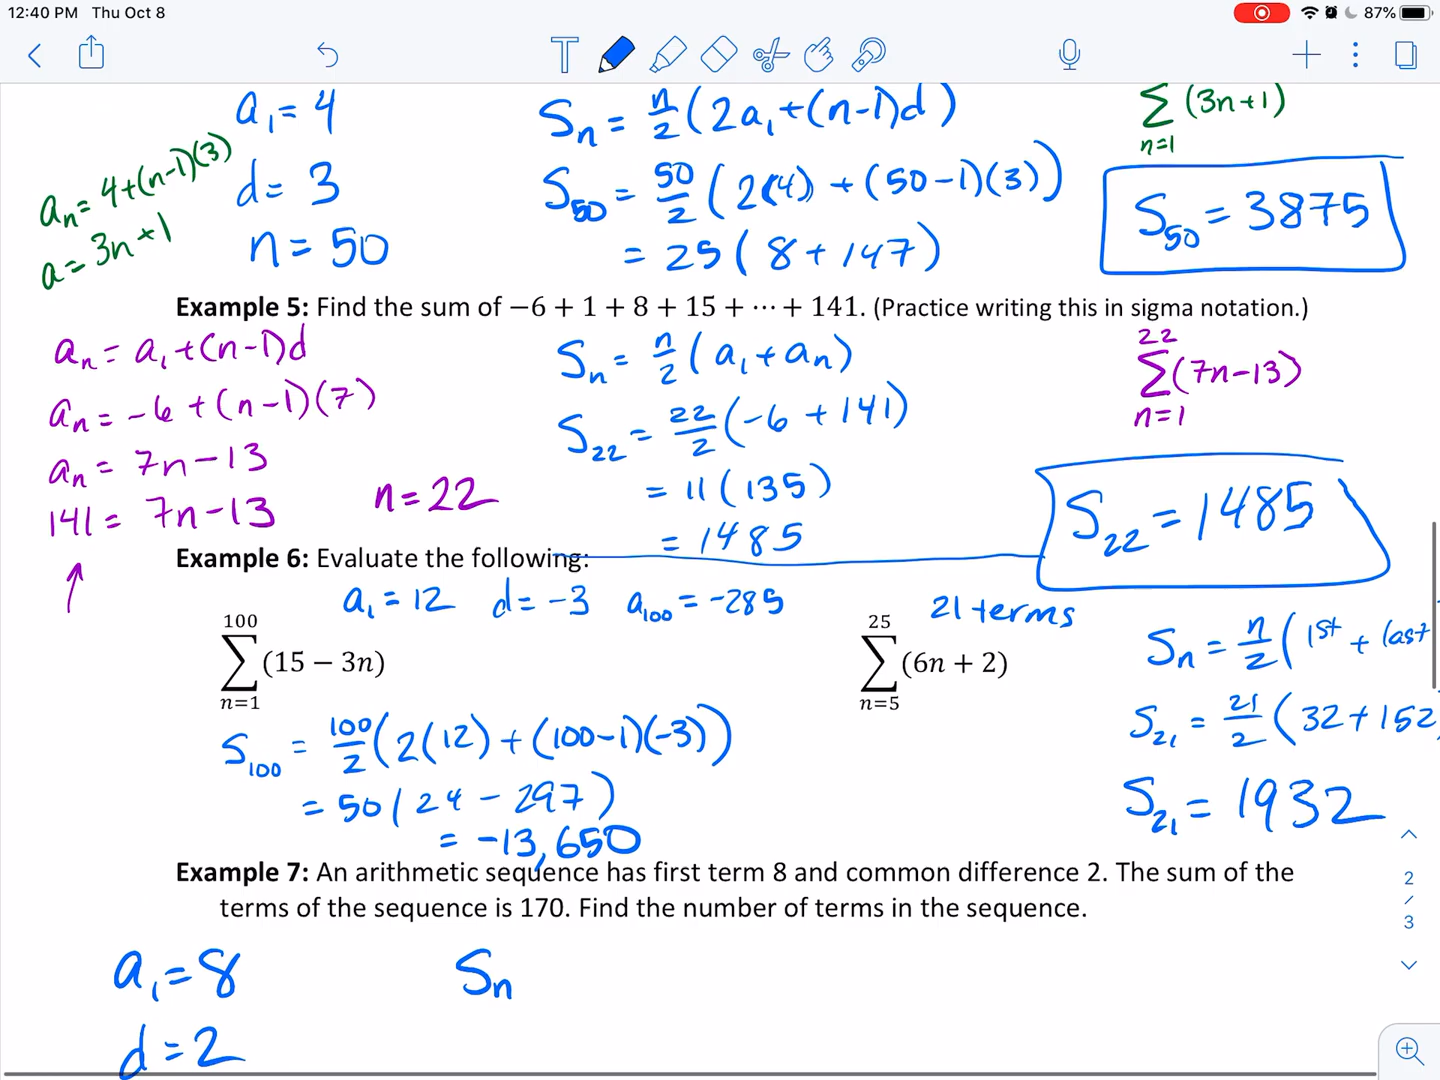 12:40 PM Thu Oct 8
87%
a₁ = 4
Sₙ = n/2 (2a₁ + (n-1)d)
∑ (3n+1)
n=1
aₙ = 4+(n-1)(3)
d = 3
S₅₀ = 50/2 (2(4) + (50-1)(3))
S₅₀ = 3875
a = 3n+1
n = 50
= 25 ( 8 + 147)
Example 5: Find the sum of −6 + 1 + 8 + 15 + ⋯ + 141. (Practice writing this in sigma notation.)
aₙ = a₁ + (n-1)d
Sₙ = n/2 (a₁ + aₙ)
22
∑ (7n-13)
n=1
aₙ = -6 + (n-1)(7)
S₂₂ = 22/2 (-6 + 141)
aₙ = 7n-13
n = 22
= 11 (135)
S₂₂ = 1485
141 = 7n-13
= 1485
Example 6: Evaluate the following:
a₁ = 12 d = -3 a₁₀₀ = -285
21 terms
100
∑ (15 − 3n)
n=1
25
∑ (6n + 2)
n=5
Sₙ = n/2 (1st + last
S₁₀₀ = 100/2 (2(12) + (100-1)(-3))
S₂₁ = 21/2 (32 + 152)
= 50 ( 24 - 297)
S₂₁ = 1932
= -13,650
Example 7: An arithmetic sequence has first term 8 and common difference 2. The sum of the
terms of the sequence is 170. Find the number of terms in the sequence.
2
/
3
a₁ = 8
Sₙ
d = 2